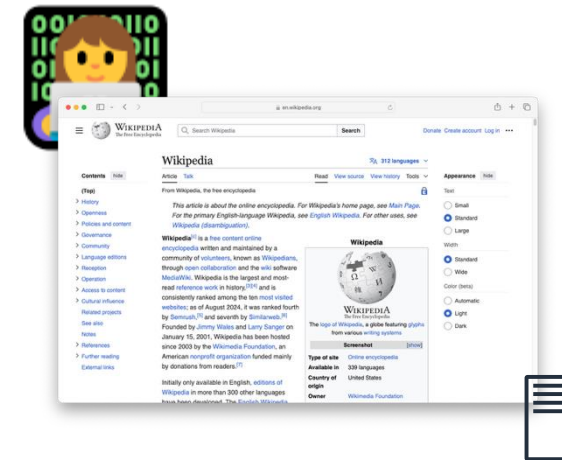 en.wikipedia.org
WIKIPEDIA
The Free Encyclopedia
Search Wikipedia
Search
Donate Create account Log in
Wikipedia
312 languages
Article Talk
Read View source View history Tools
From Wikipedia, the free encyclopedia
This article is about the online encyclopedia. For Wikipedia's home page, see Main Page.
For the primary English-language Wikipedia, see English Wikipedia. For other uses, see
Wikipedia (disambiguation).
Contents hide
(Top)
History
Openness
Policies and content
Governance
Community
Language editions
Reception
Operation
Access to content
Cultural influence
Related projects
See also
Notes
References
Further reading
External links
Wikipedia is a free content online
encyclopedia written and maintained by a
community of volunteers, known as Wikipedians,
through open collaboration and the wiki software
MediaWiki. Wikipedia is the largest and most-
read reference work in history,[3][4] and is
consistently ranked among the ten most visited
websites; as of August 2024, it was ranked fourth
by Semrush,[5] and seventh by Similarweb.[6]
Founded by Jimmy Wales and Larry Sanger on
January 15, 2001, Wikipedia has been hosted
since 2003 by the Wikimedia Foundation, an
American nonprofit organization funded mainly
by donations from readers.[7]
Initially only available in English, editions of
Wikipedia in more than 300 other languages
have been developed. The English Wikipedia
Wikipedia
WIKIPEDIA
The Free Encyclopedia
The logo of Wikipedia, a globe featuring glyphs
from various writing systems
Screenshot [show]
Type of site Online encyclopedia
Available in 339 languages
Country of origin United States
Owner Wikimedia Foundation
Appearance hide
Text
Small
Standard
Large
Width
Standard
Wide
Color (beta)
Automatic
Light
Dark